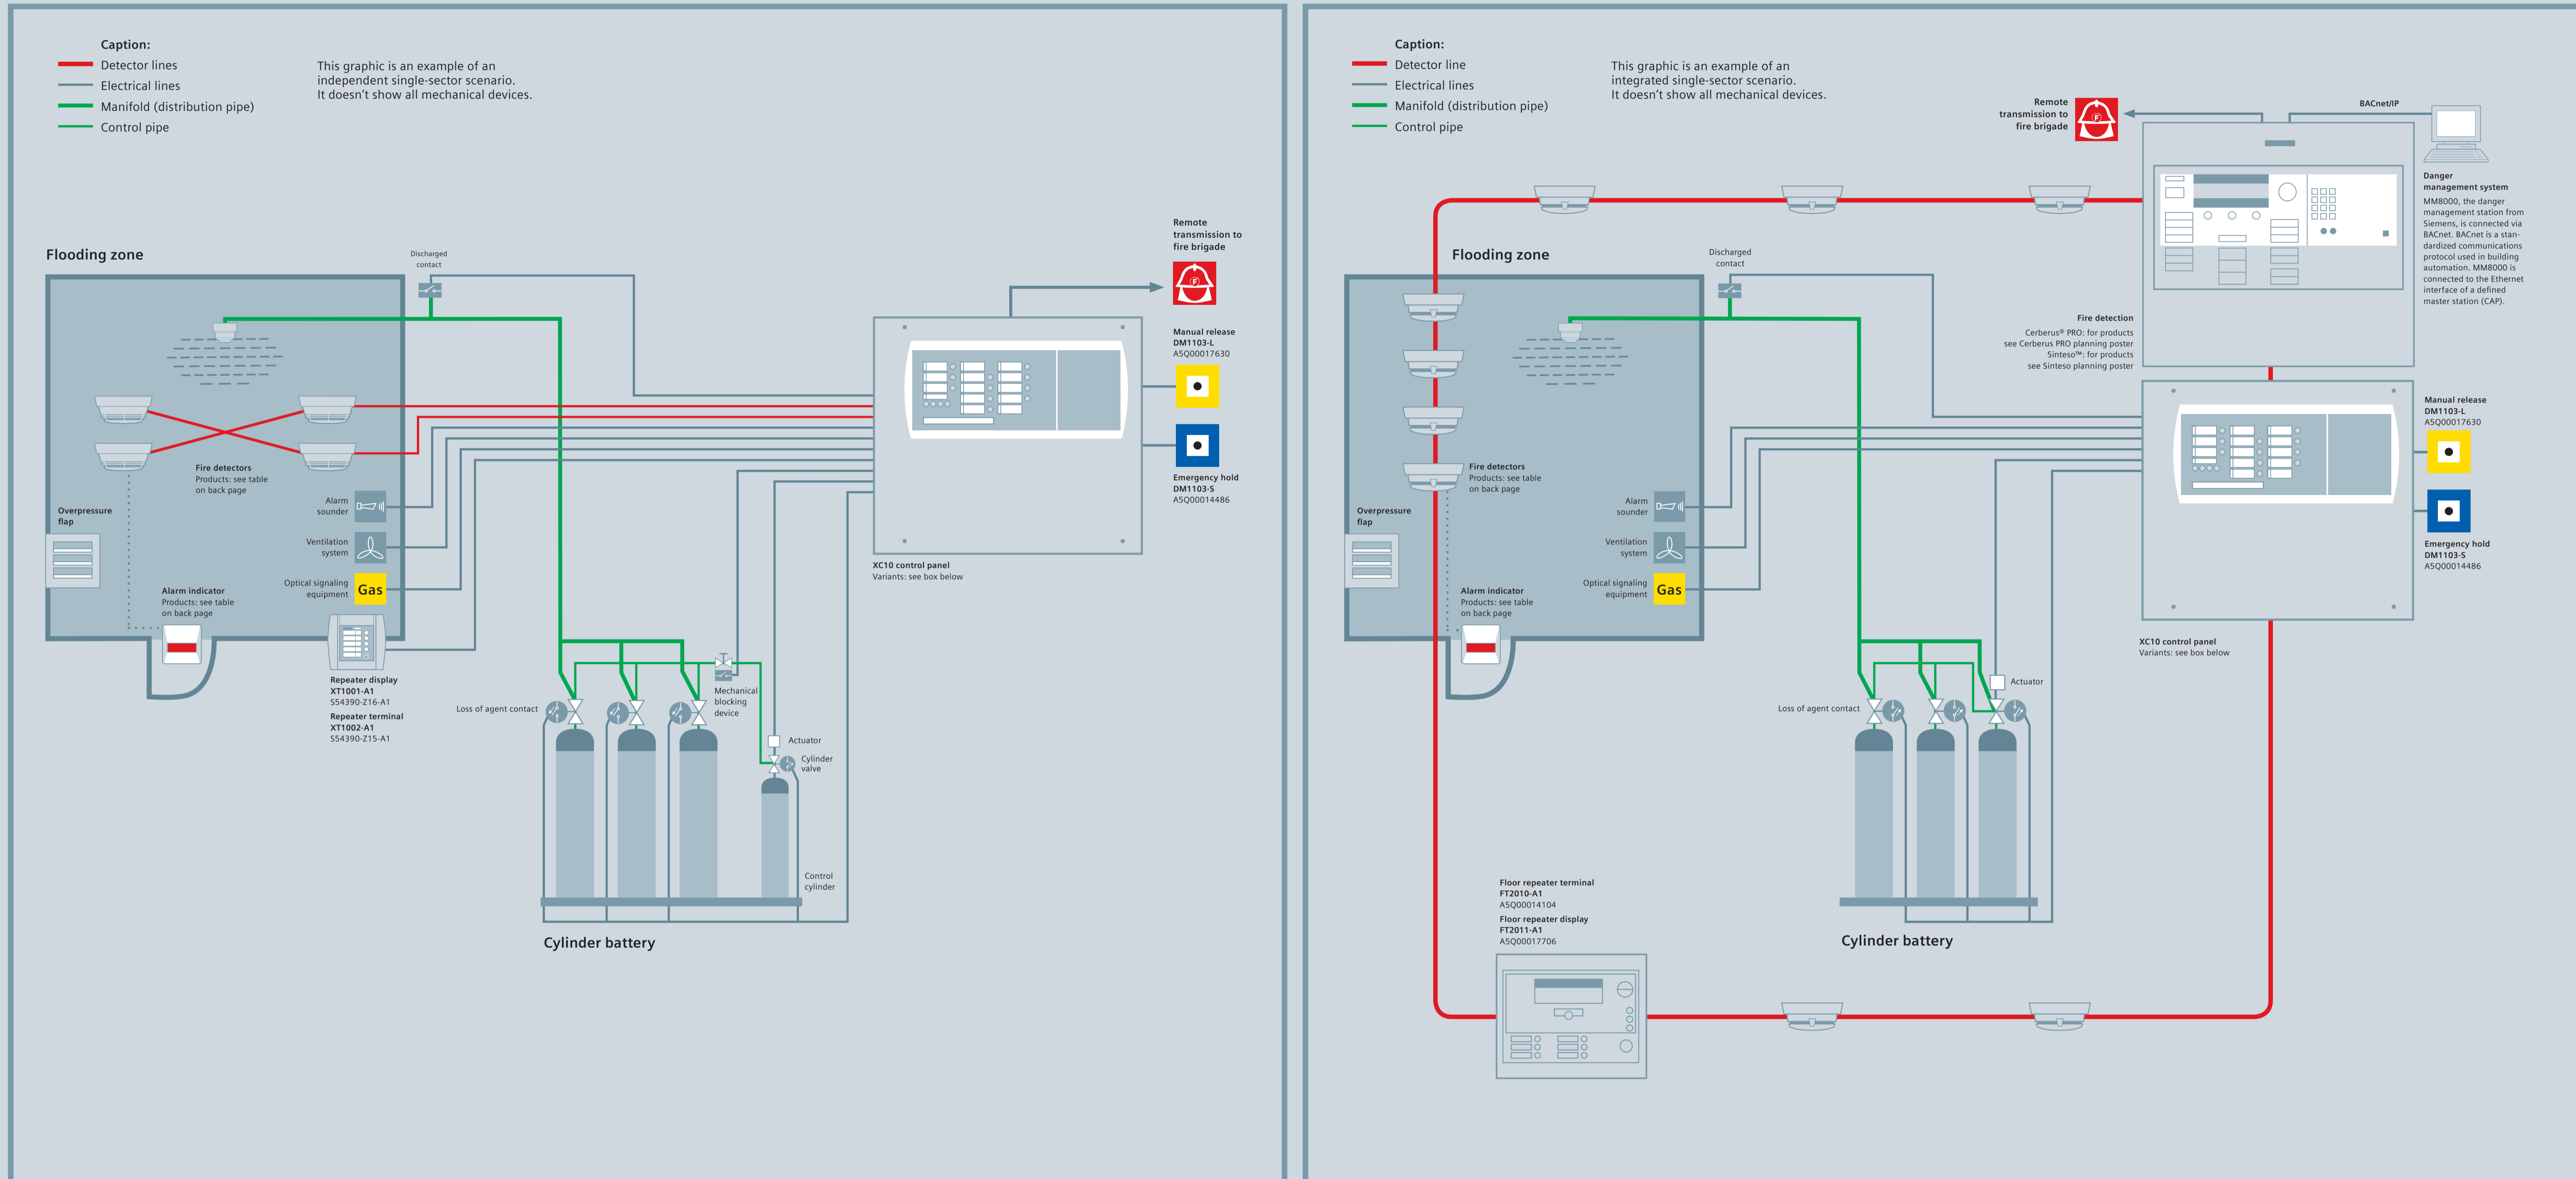 Caption:
Detector lines
Electrical lines
Manifold (distribution pipe)
Control pipe
This graphic is an example of an
independent single-sector scenario.
It doesn’t show all mechanical devices.
Remote
transmission to
fire brigade
F
Flooding zone
Discharged
contact
Manual release
DM1103-L
A5Q00017630
Emergency hold
DM1103-S
A5Q00014486
Fire detectors
Products: see table
on back page
Alarm
sounder
Overpressure
flap
Ventilation
system
Optical signaling
equipment
Gas
Alarm indicator
Products: see table
on back page
XC10 control panel
Variants: see box below
Repeater display
XT1001-A1
S54390-Z16-A1
Repeater terminal
XT1002-A1
S54390-Z15-A1
Loss of agent contact
Mechanical
blocking
device
Actuator
Cylinder
valve
Control
cylinder
Cylinder battery
Caption:
Detector line
Electrical lines
Manifold (distribution pipe)
Control pipe
This graphic is an example of an
integrated single-sector scenario.
It doesn’t show all mechanical devices.
Remote
transmission to
fire brigade
F
BACnet/IP
Danger
management system
MM8000, the danger
management station from
Siemens, is connected via
BACnet. BACnet is a stan-
dardized communications
protocol used in building
automation. MM8000 is
connected to the Ethernet
interface of a defined
master station (CAP).
Flooding zone
Discharged
contact
Fire detection
Cerberus® PRO: for products
see Cerberus PRO planning poster
Sinteso™: for products
see Sinteso planning poster
Manual release
DM1103-L
A5Q00017630
Emergency hold
DM1103-S
A5Q00014486
Fire detectors
Products: see table
on back page
Alarm
sounder
Overpressure
flap
Ventilation
system
Optical signaling
equipment
Gas
Alarm indicator
Products: see table
on back page
XC10 control panel
Variants: see box below
Actuator
Loss of agent contact
Floor repeater terminal
FT2010-A1
A5Q00014104
Floor repeater display
FT2011-A1
A5Q00017706
Cylinder battery